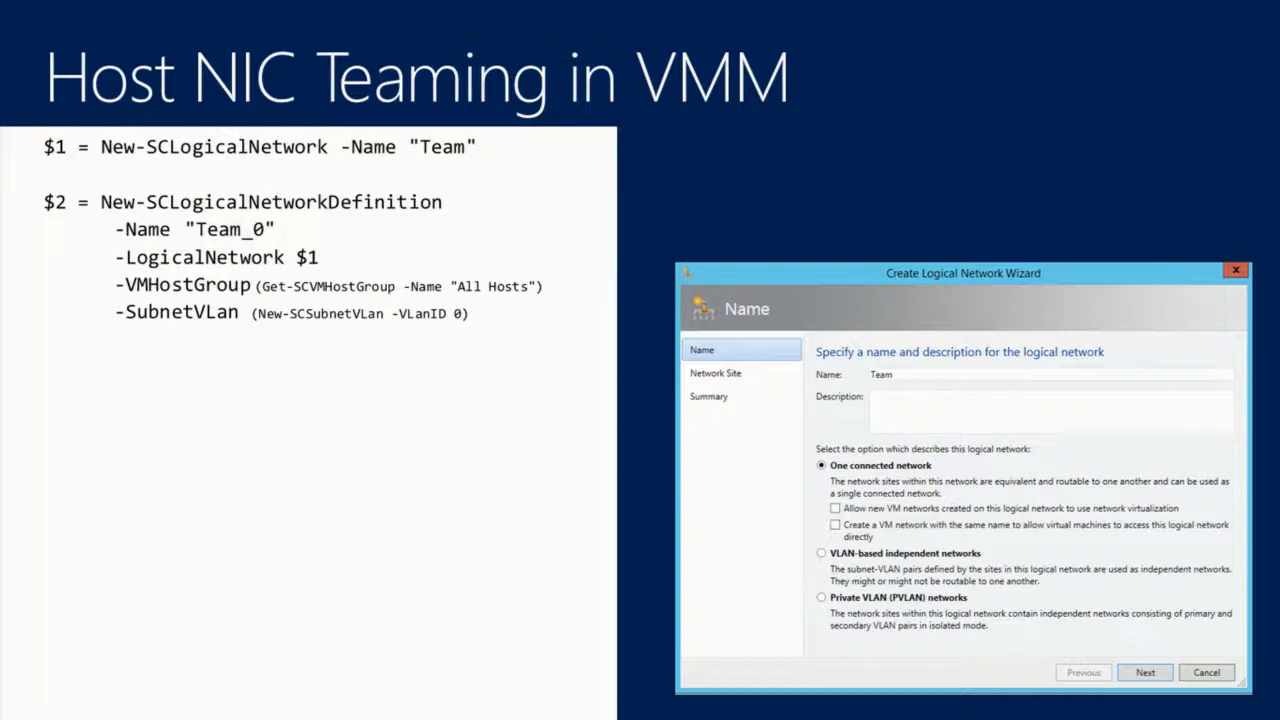 Host NIC Teaming in VMM
$1 = New-SCLogicalNetwork -Name "Team"
$2 = New-SCLogicalNetworkDefinition
-Name "Team_0"
-LogicalNetwork $1
-VMHostGroup (Get-SCVMHostGroup -Name "All Hosts")
-SubnetVLan (New-SCSubnetVLan -VLanID 0)
Create Logical Network Wizard
x
Name
Name
Network Site
Summary
Specify a name and description for the logical network
Name: Team
Description:
Select the option which describes this logical network:
One connected network
The network sites within this network are equivalent and routable to one another and can be used as
a single connected network.
Allow new VM networks created on this logical network to use network virtualization
Create a VM network with the same name to allow virtual machines to access this logical network
directly
VLAN-based independent networks
The subnet-VLAN pairs defined by the sites in this logical network are used as independent networks.
They might or might not be routable to one another.
Private VLAN (PVLAN) networks
The network sites within this logical network contain independent networks consisting of primary and
secondary VLAN pairs in isolated mode.
Previous Next Cancel